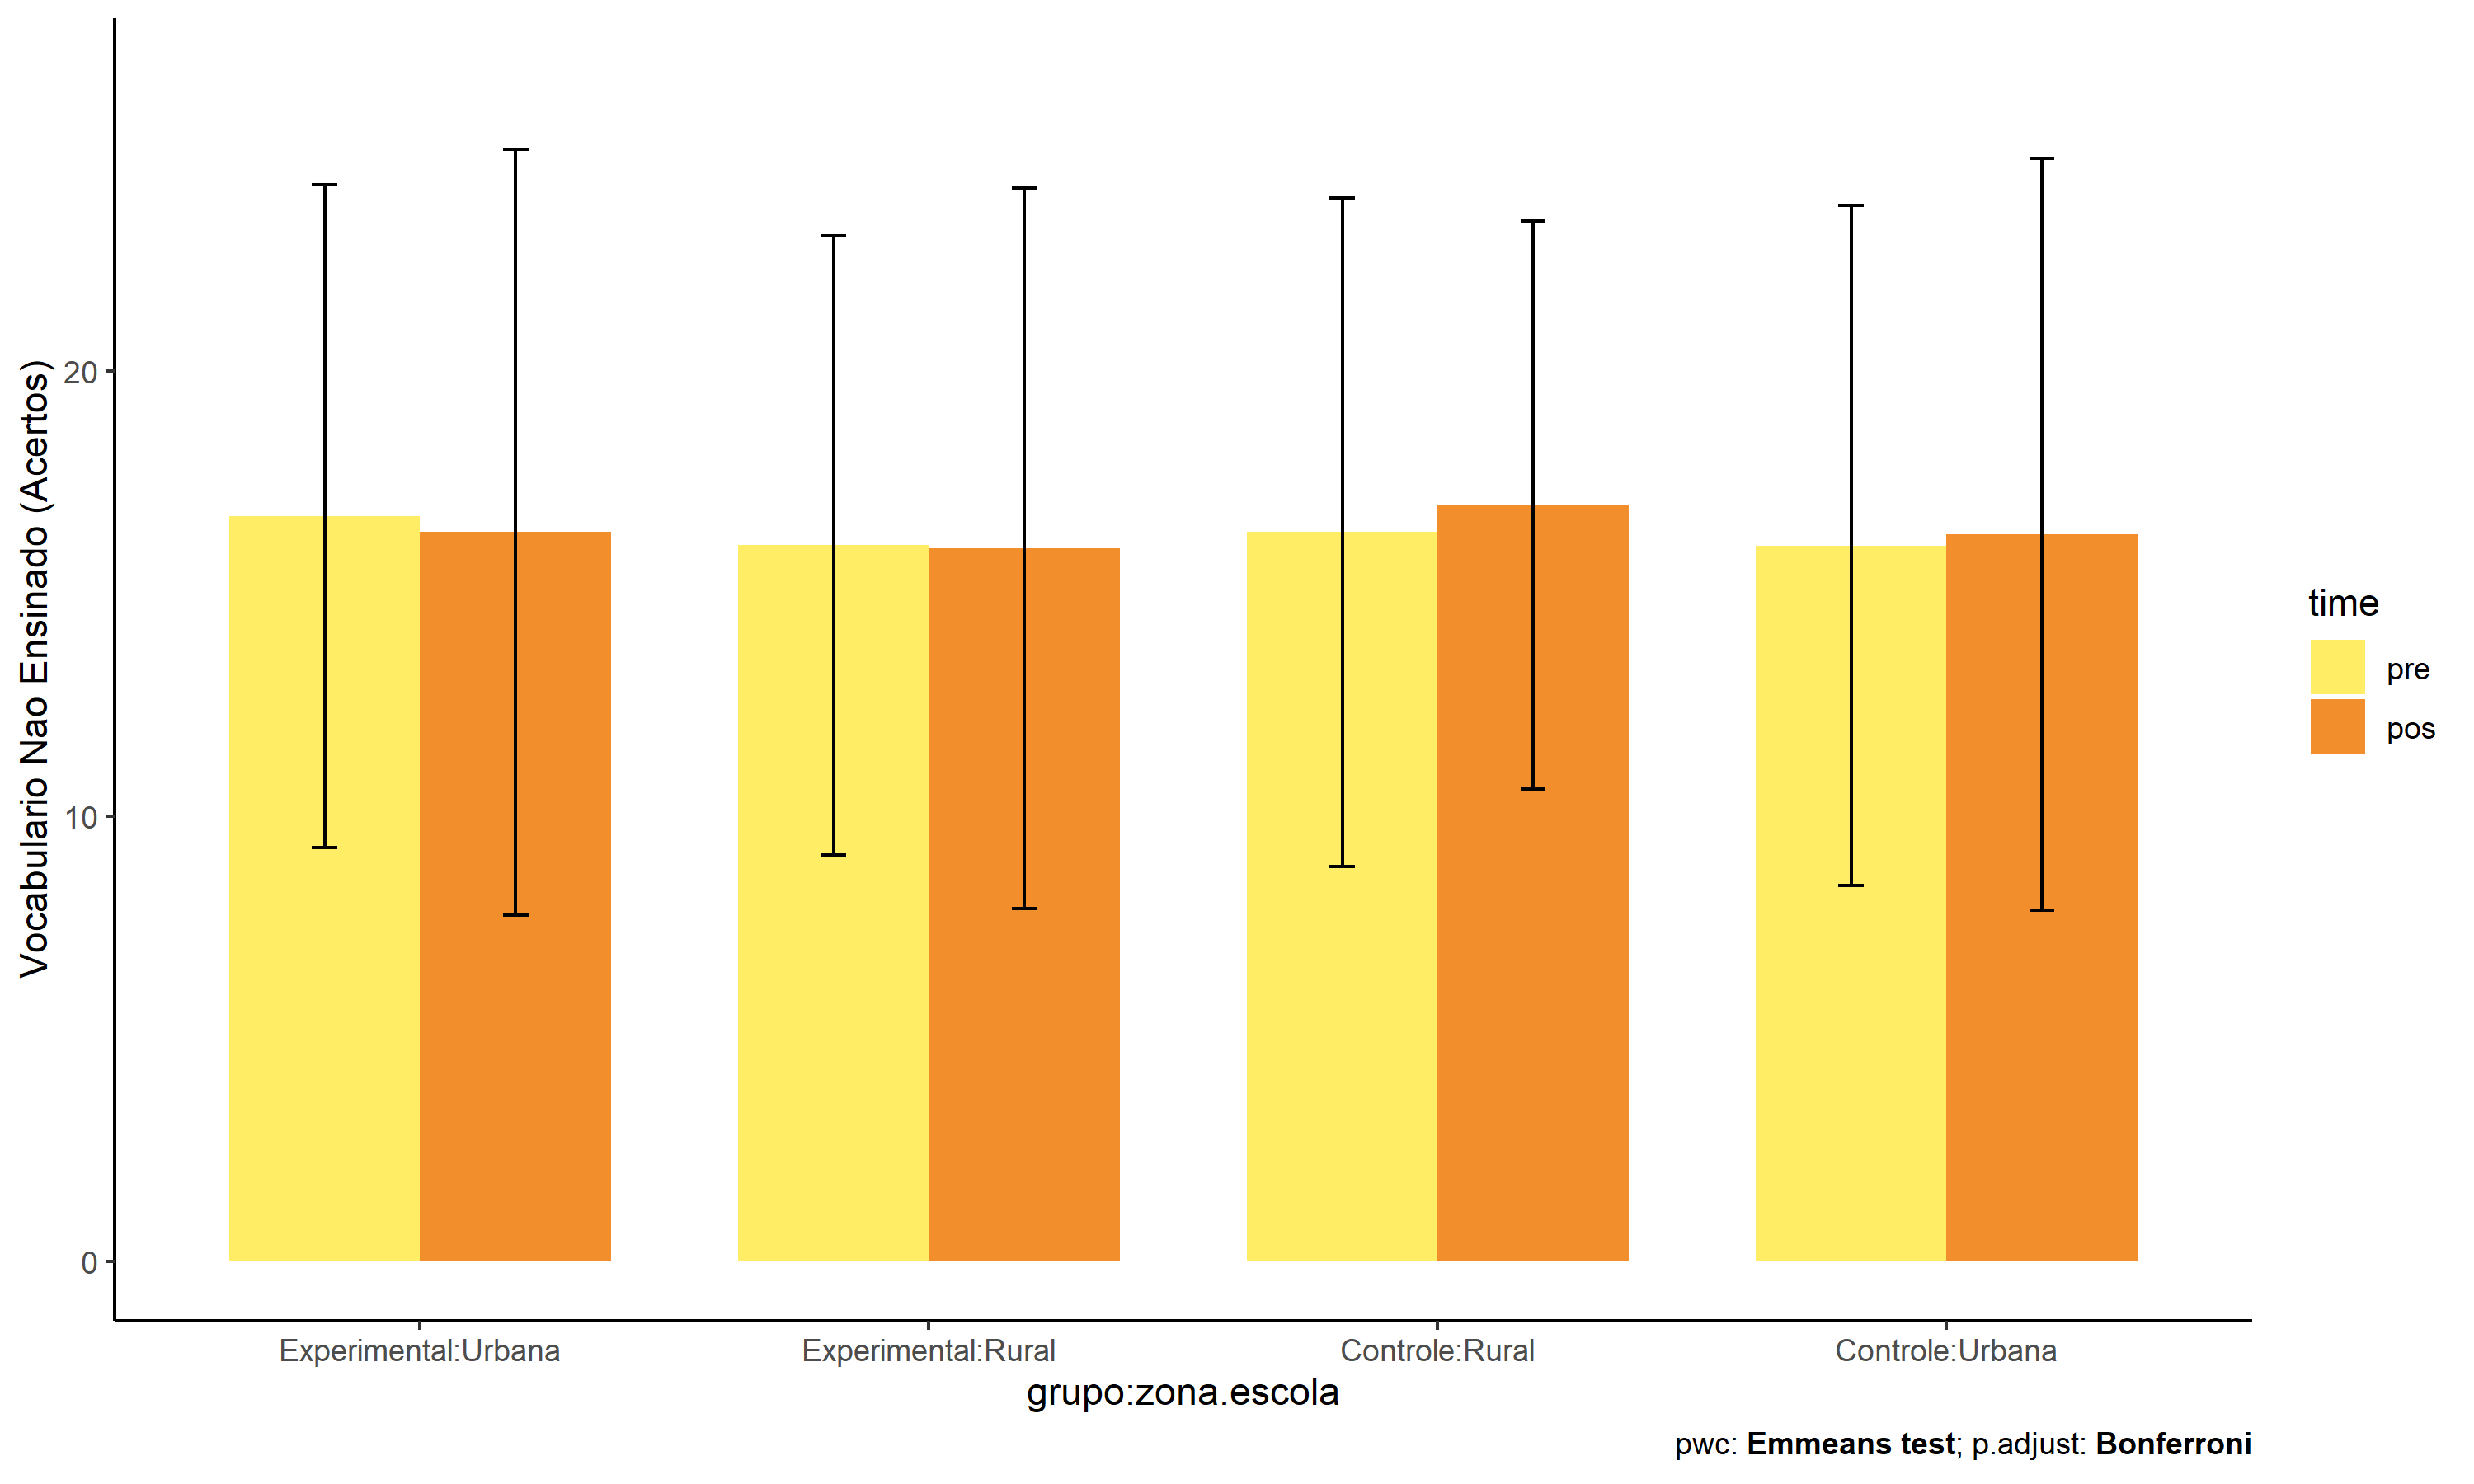 Vocabulario Nao Ensinado (Acertos)
20
10
0
Experimental:Urbana
Experimental:Rural
Controle:Rural
Controle:Urbana
grupo:zona.escola
time
pre
pos
pwc: Emmeans test; p.adjust: Bonferroni